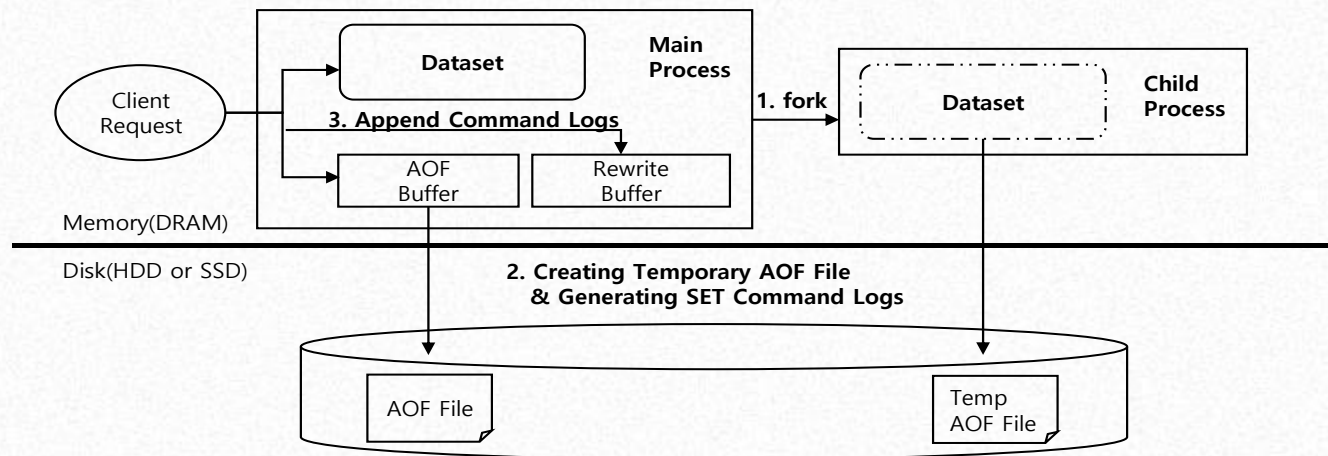 Client
Request
Dataset
Main
Process
3. Append Command Logs
AOF
Buffer
Rewrite
Buffer
1. fork
Dataset
Child
Process
Memory(DRAM)
Disk(HDD or SSD)
2. Creating Temporary AOF File
& Generating SET Command Logs
AOF File
Temp
AOF File